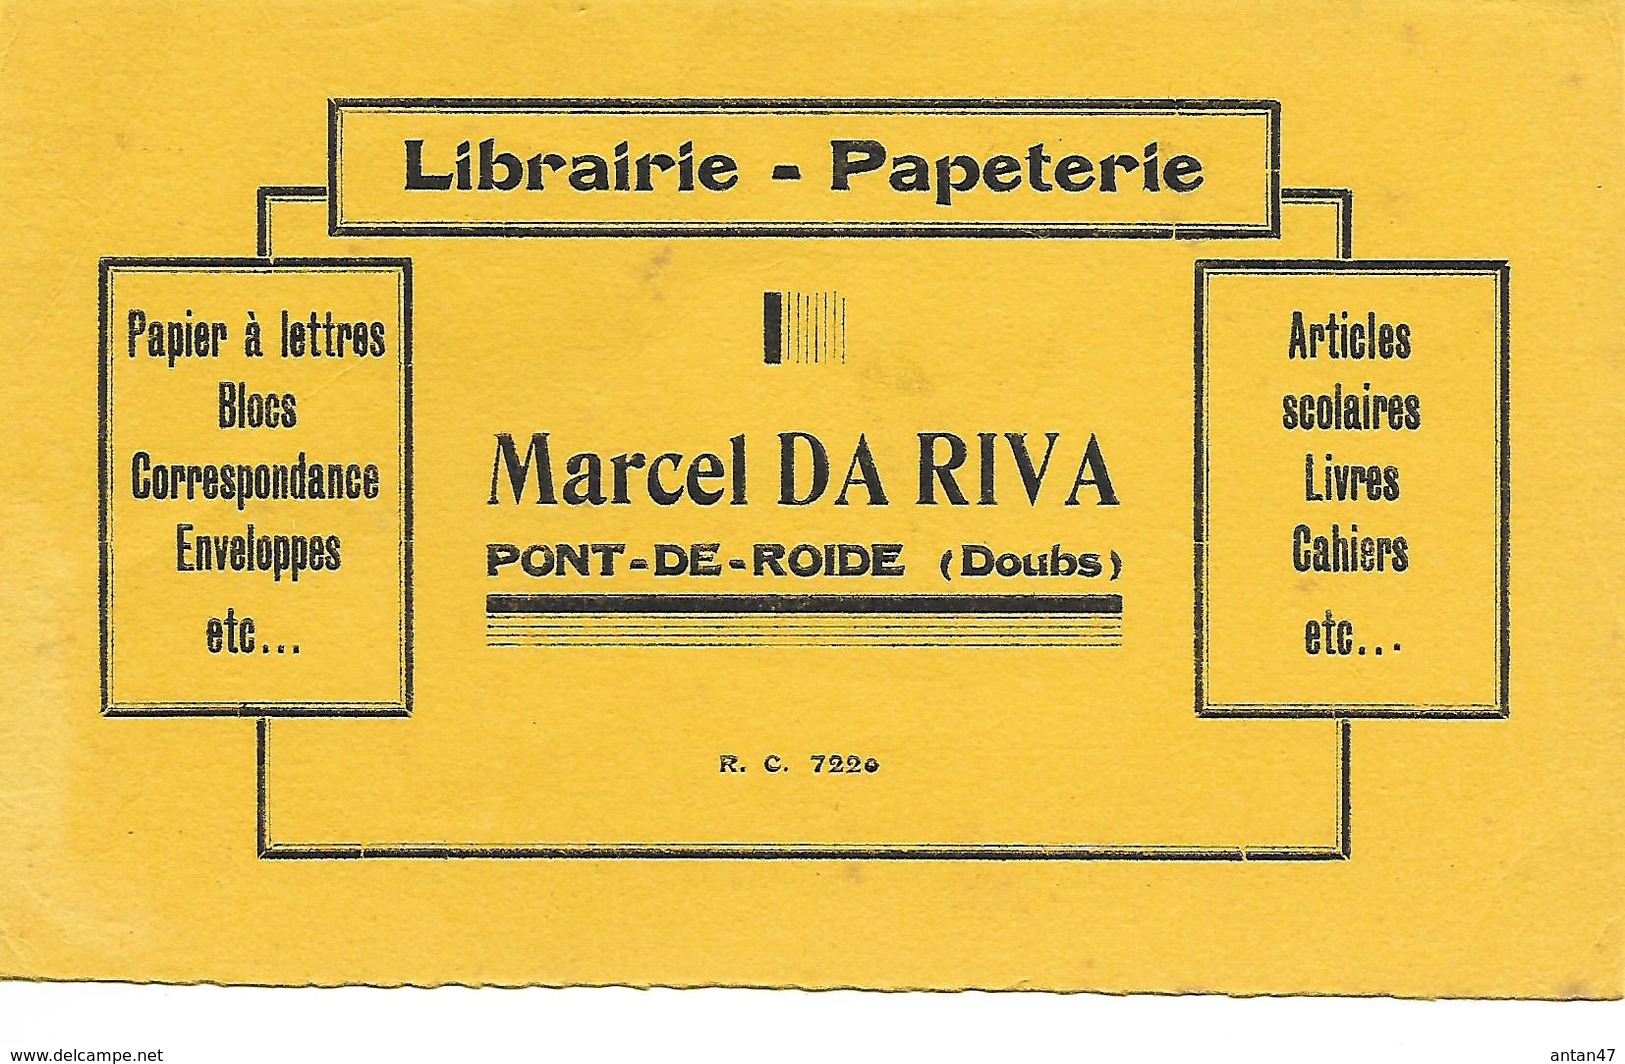 Librairie - Papeterie
Papier à lettres
Blocs
Correspondance
Enveloppes
etc...
Marcel DA RIVA
PONT-DE-ROIDE (Doubs)
R. C. 7220
Articles
scolaires
Livres
Cahiers
etc...
www.delcampe.net
antan47